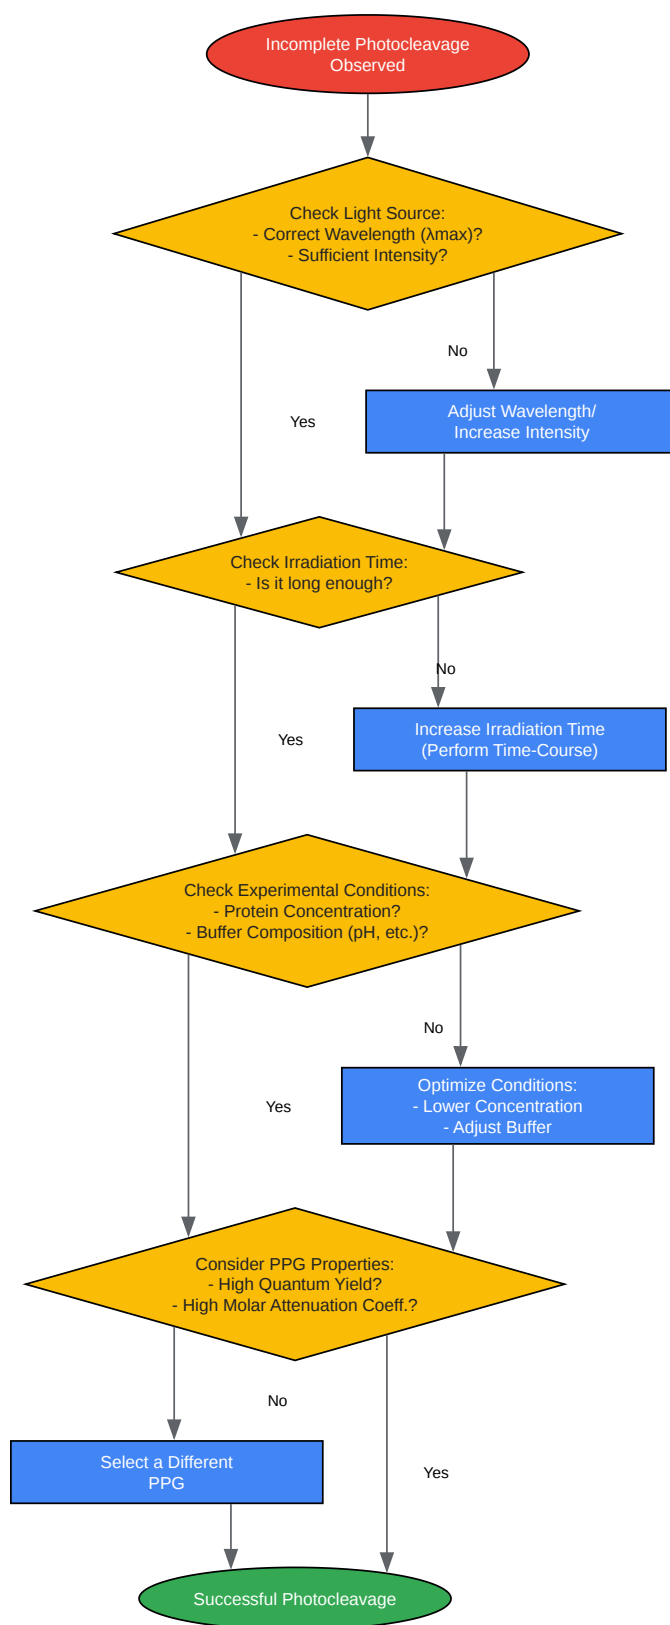 Incomplete Photocleavage
Observed
Check Light Source:
- Correct Wavelength (λmax)?
- Sufficient Intensity?
No
Yes
Adjust Wavelength/
Increase Intensity
Check Irradiation Time:
- Is it long enough?
No
Yes
Increase Irradiation Time
(Perform Time-Course)
Check Experimental Conditions:
- Protein Concentration?
- Buffer Composition (pH, etc.)?
No
Yes
Optimize Conditions:
- Lower Concentration
- Adjust Buffer
Consider PPG Properties:
- High Quantum Yield?
- High Molar Attenuation Coeff.?
No
Select a Different
PPG
Yes
Successful Photocleavage